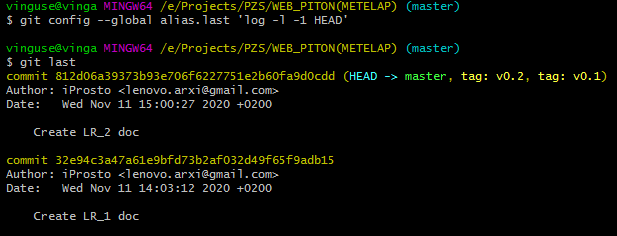 vinguse@vinga MINGW64 /e/Projects/PZS/WEB_PITON(METELAP) (master)
$ git config --global alias.last 'log -l -1 HEAD'
vinguse@vinga MINGW64 /e/Projects/PZS/WEB_PITON(METELAP) (master)
$ git last
commit 812d06a39373b93e706f6227751e2b60fa9d0cdd (HEAD -> master, tag: v0.2, tag: v0.1)
Author: iProsto <lenovo.arxi@gmail.com>
Date:   Wed Nov 11 15:00:27 2020 +0200
    Create LR_2 doc
commit 32e94c3a47a61e9bfd73b2af032d49f65f9adb15
Author: iProsto <lenovo.arxi@gmail.com>
Date:   Wed Nov 11 14:03:12 2020 +0200
    Create LR_1 doc